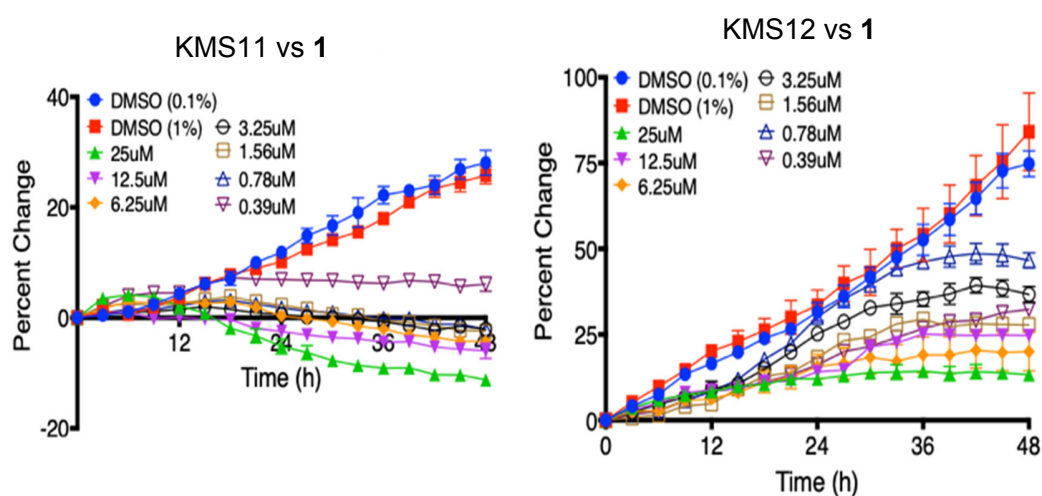 KMS11 vs 1
40
20
0
-20
Percent Change
DMSO (0.1%)
DMSO (1%)
25uM
12.5uM
6.25uM
3.25uM
1.56uM
0.78uM
0.39uM
12
24
36
48
Time (h)
KMS12 vs 1
100
75
50
25
0
Percent Change
DMSO (0.1%)
DMSO (1%)
25uM
12.5uM
6.25uM
3.25uM
1.56uM
0.78uM
0.39uM
0
12
24
36
48
Time (h)